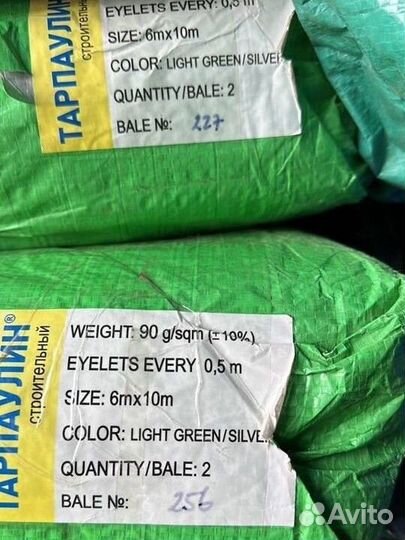 ТАРПАУЛИН
строительный
EYELETS EVERY: 0,5 m
SIZE: 6mx10m
COLOR: LIGHT GREEN/SILVER
QUANTITY/BALE: 2
BALE №: 227
ТАРПАУЛИН®
строительный
WEIGHT: 90 g/sqm (±10%)
EYELETS EVERY 0,5 m
SIZE: 6mx10m
COLOR: LIGHT GREEN/SILVE
QUANTITY/BALE: 2
BALE №: 256
Avito